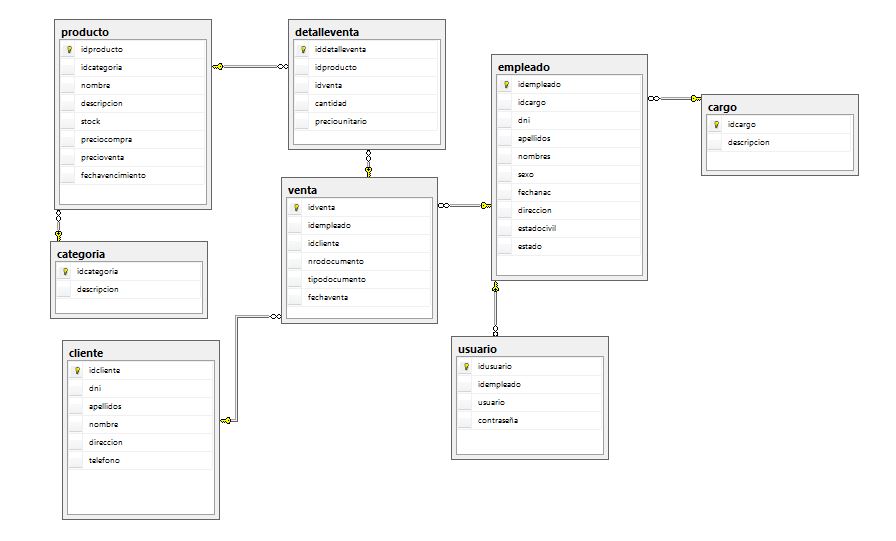 producto
idproducto
idcategoria
nombre
descripcion
stock
preciocompra
precioventa
fechavencimiento
detalleventa
iddetalleventa
idproducto
idventa
cantidad
preciounitario
empleado
idempleado
idcargo
dni
apellidos
nombres
sexo
fechanac
direccion
estadocivil
estado
cargo
idcargo
descripcion
venta
idventa
idempleado
idcliente
nrodocumento
tipodocumento
fechaventa
categoria
idcategoria
descripcion
cliente
idcliente
dni
apellidos
nombre
direccion
telefono
usuario
idusuario
idempleado
usuario
contraseña